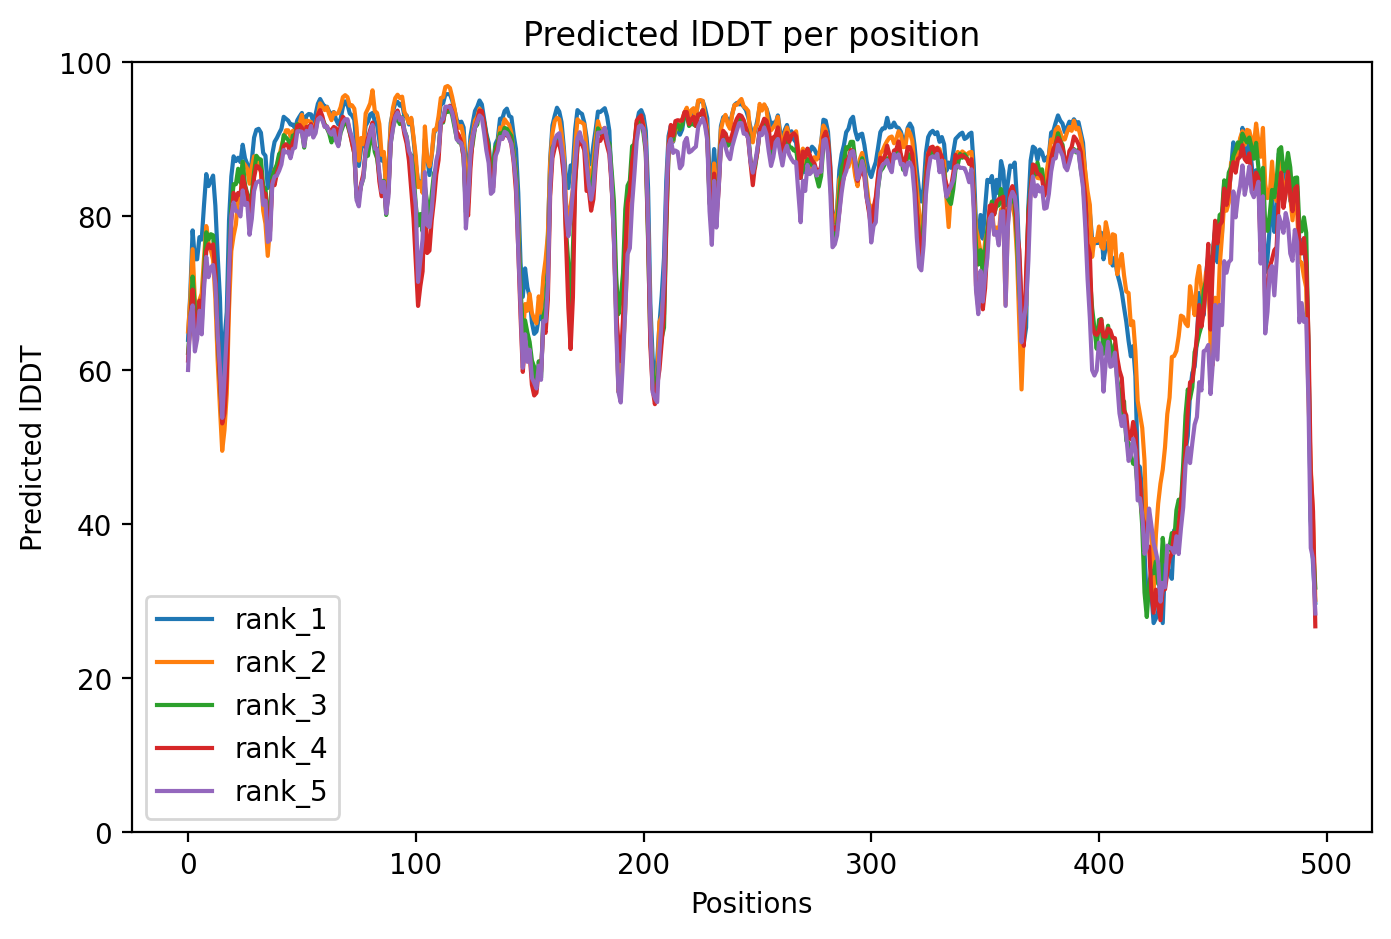 Predicted lDDT per position
100
80
60
40
20
0
Predicted lDDT
rank_1
rank_2
rank_3
rank_4
rank_5
0 100 200 300 400 500
Positions